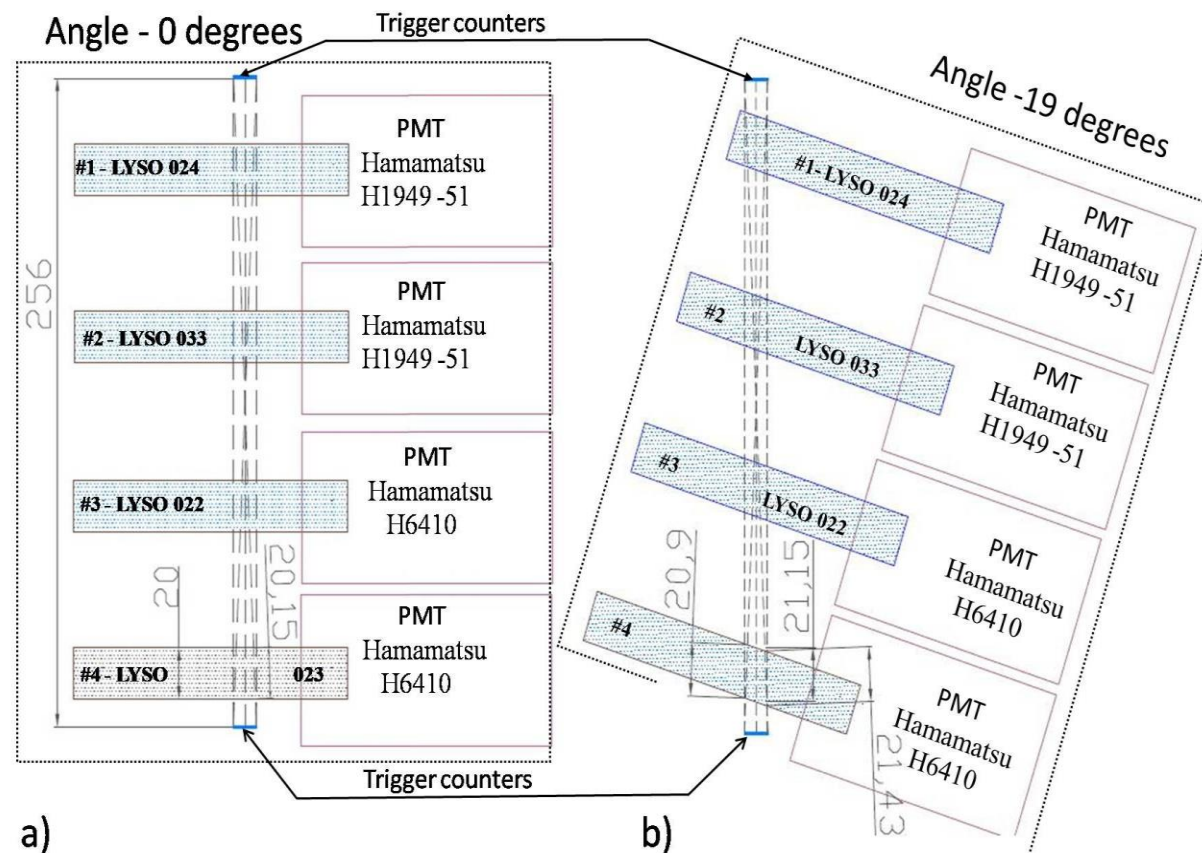 Angle - 0 degrees
Trigger counters
Angle -19 degrees
256
#1 - LYSO 024
PMT
Hamamatsu
H1949 -51
#2 - LYSO 033
PMT
Hamamatsu
H1949 -51
#3 - LYSO 022
PMT
Hamamatsu
H6410
20
20,15
#4 - LYSO 023
PMT
Hamamatsu
H6410
#1- LYSO 024
PMT
Hamamatsu
H1949 -51
#2 LYSO 033
PMT
Hamamatsu
H1949 -51
#3 LYSO 022
PMT
Hamamatsu
H6410
20,9
21,15
#4
PMT
Hamamatsu
H6410
21,43
Trigger counters
a)
b)